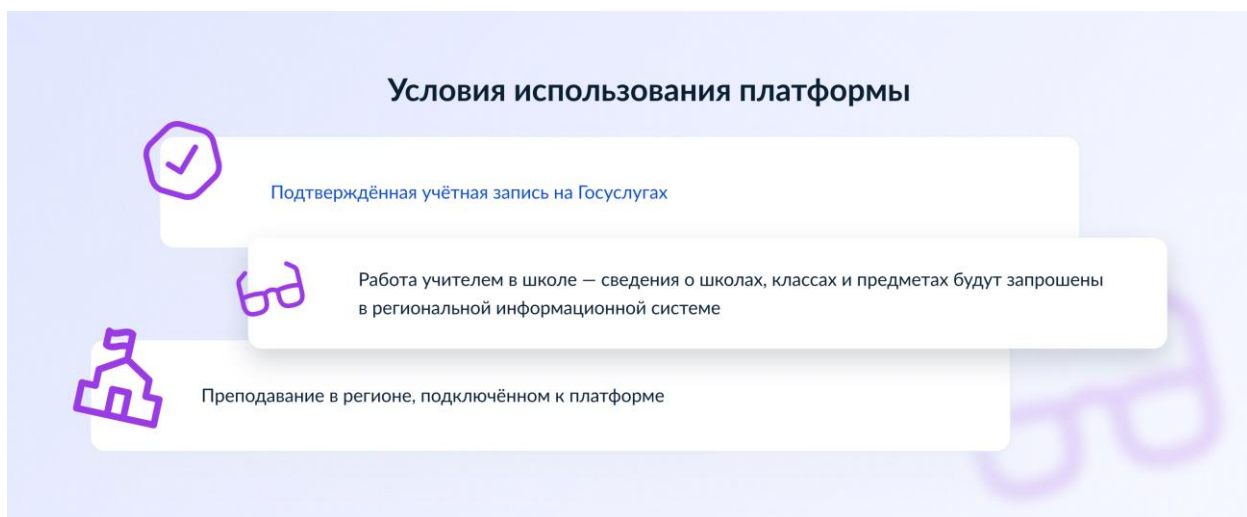 Условия использования платформы
Подтверждённая учётная запись на Госуслугах
Работа учителем в школе — сведения о школах, классах и предметах будут запрошены
в региональной информационной системе
Преподавание в регионе, подключённом к платформе